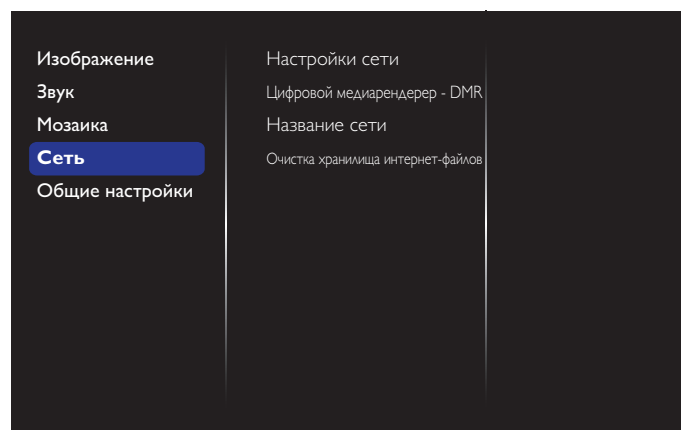 Изображение
Звук
Мозаика
Сеть
Общие настройки
Настройки сети
Цифровой медиарендерер - DMR
Название сети
Очистка хранилища интернет-файлов